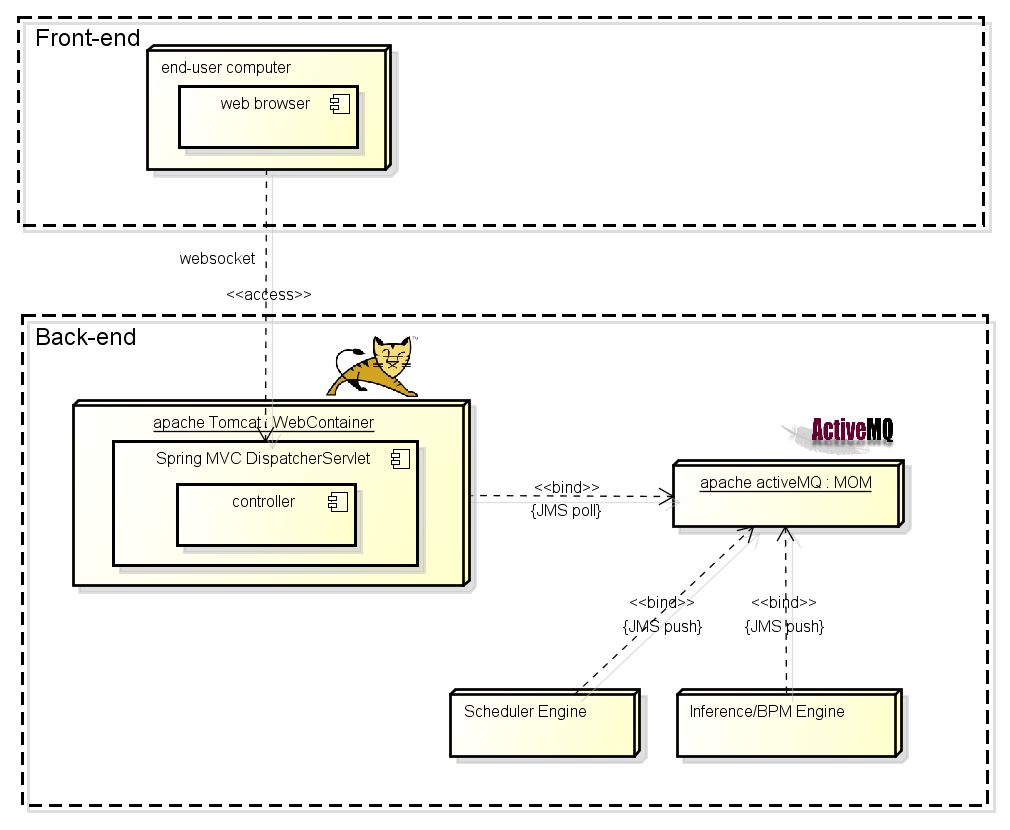 Front-end
end-user computer
web browser
websocket
<<access>>
Back-end
apache Tomcat : WebContainer
Spring MVC DispatcherServlet
controller
ActiveMQ
apache activeMQ : MOM
<<bind>>
{JMS poll}
<<bind>>
{JMS push}
<<bind>>
{JMS push}
Scheduler Engine
Inference/BPM Engine